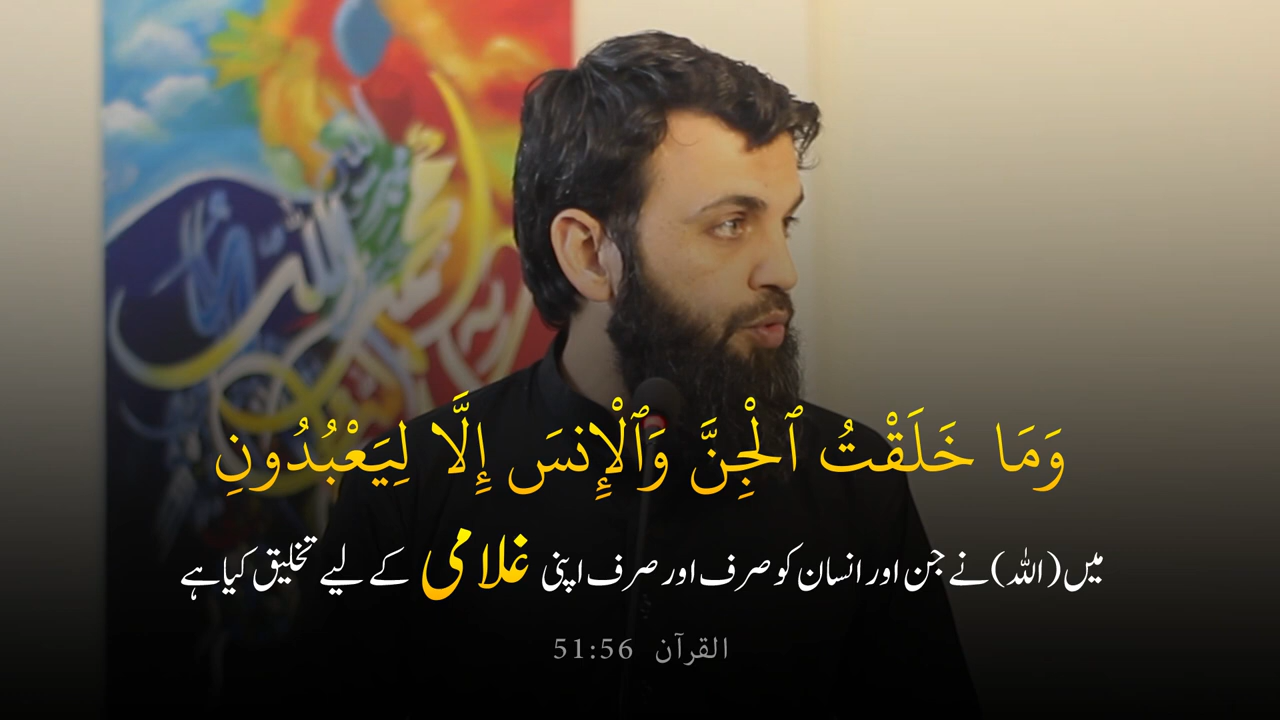 وَمَا خَلَقْتُ ٱلْجِنَّ وَٱلْإِنسَ إِلَّا لِيَعْبُدُونِ
میں(اللہ)نے جن اور انسان کو صرف اور صرف اپنی غلامی کے لیے تخلیق کیا ہے
القرآن 51:56